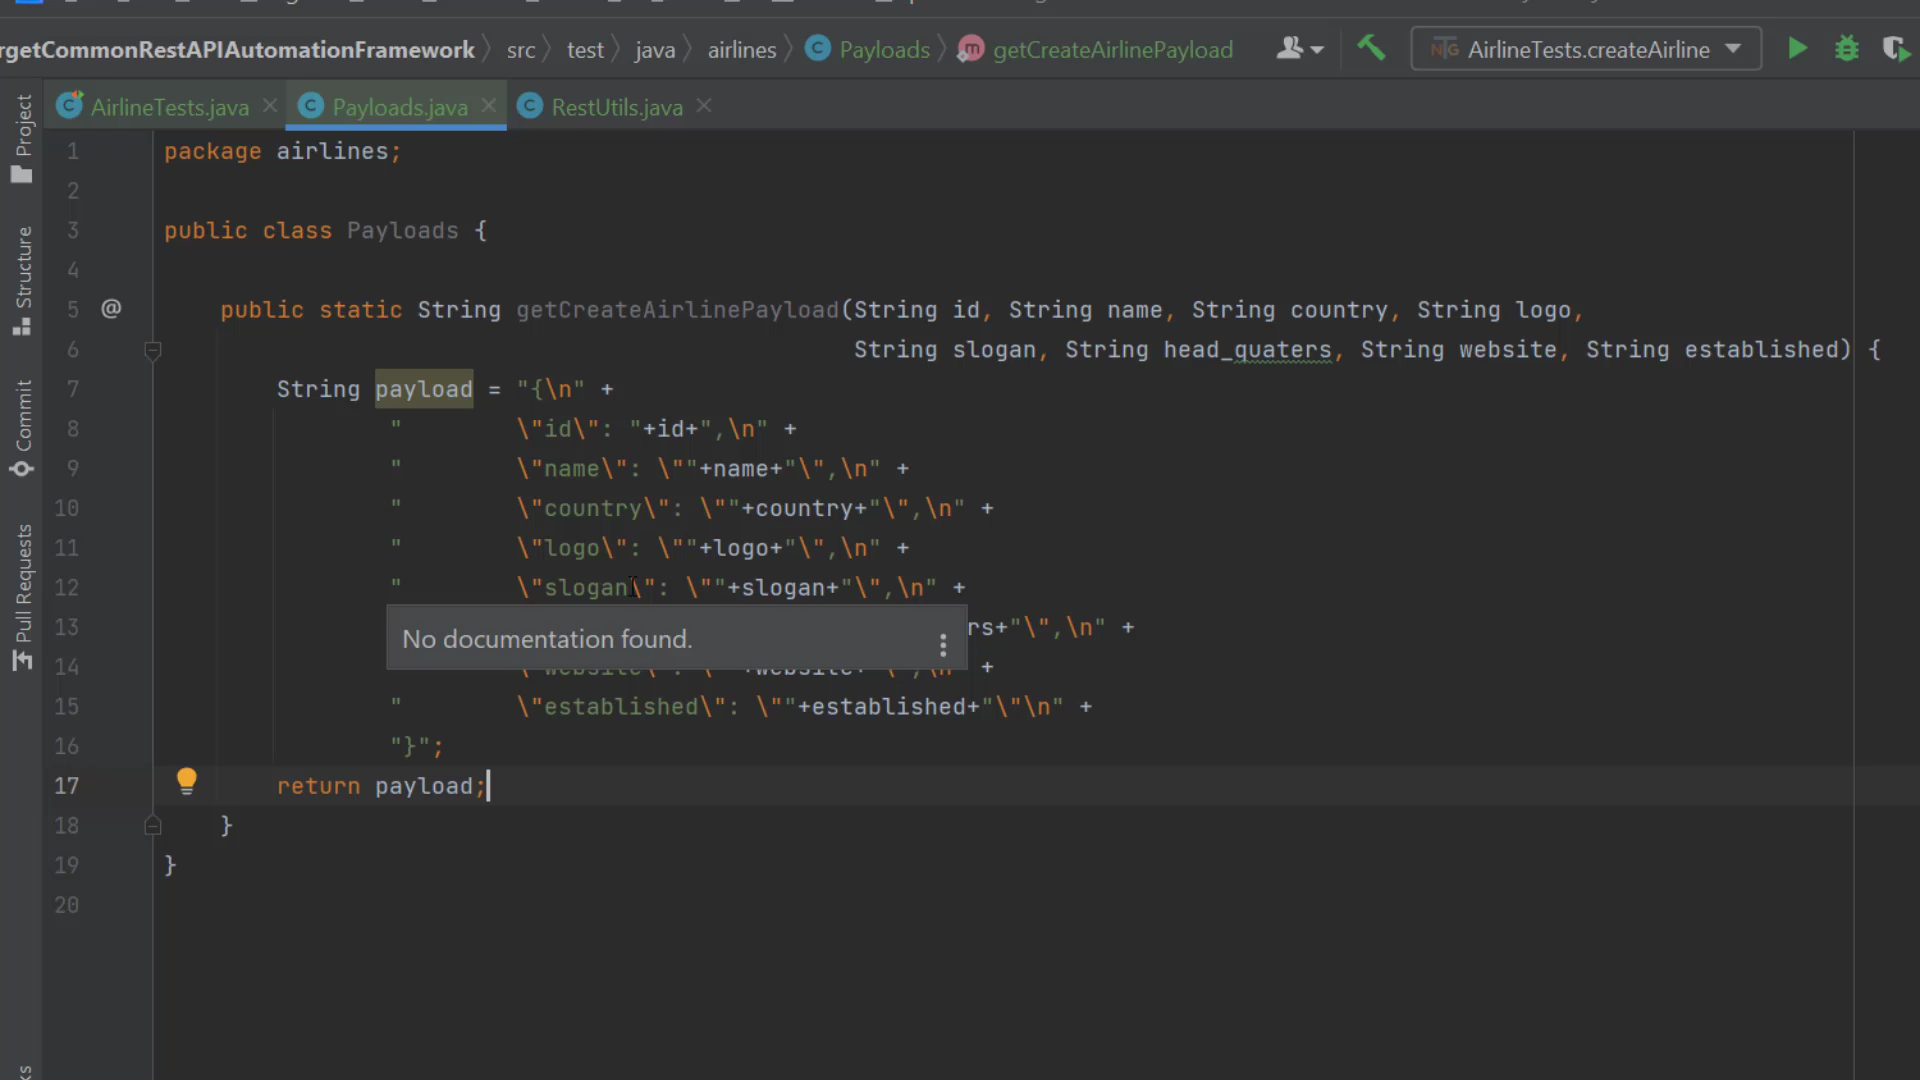 rgetCommonRestAPIAutomationFramework src test java airlines Payloads getCreateAirlinePayload AirlineTests.createAirline
AirlineTests.java Payloads.java RestUtils.java
Project
Structure
Commit
Pull Requests
1 package airlines;
2
3 public class Payloads {
4
5 @ public static String getCreateAirlinePayload(String id, String name, String country, String logo,
6 String slogan, String head_quaters, String website, String established) {
7 String payload = "{\n" +
8 " \"id\": "+id+",\n" +
9 " \"name\": \""+name+"\",\n" +
10 " \"country\": \""+country+"\",\n" +
11 " \"logo\": \""+logo+"\",\n" +
12 " \"slogan\": \""+slogan+"\",\n" +
13 rs+"\",\n" +
No documentation found.
14 \"website\": \""+website+"\",\n" +
15 " \"established\": \""+established+"\"\n" +
16 "}";
17 return payload;
18 }
19 }
20